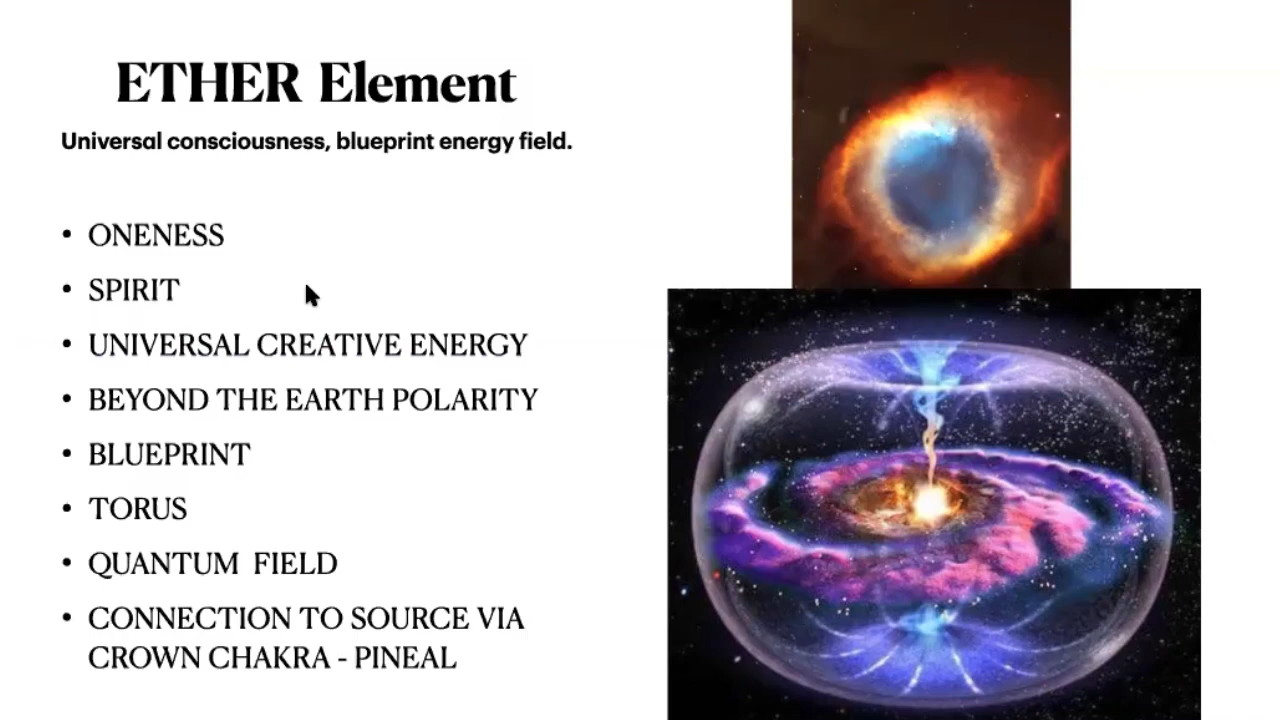 ETHER Element
Universal consciousness, blueprint energy field.
• ONENESS
• SPIRIT
• UNIVERSAL CREATIVE ENERGY
• BEYOND THE EARTH POLARITY
• BLUEPRINT
• TORUS
• QUANTUM FIELD
• CONNECTION TO SOURCE VIA
CROWN CHAKRA - PINEAL